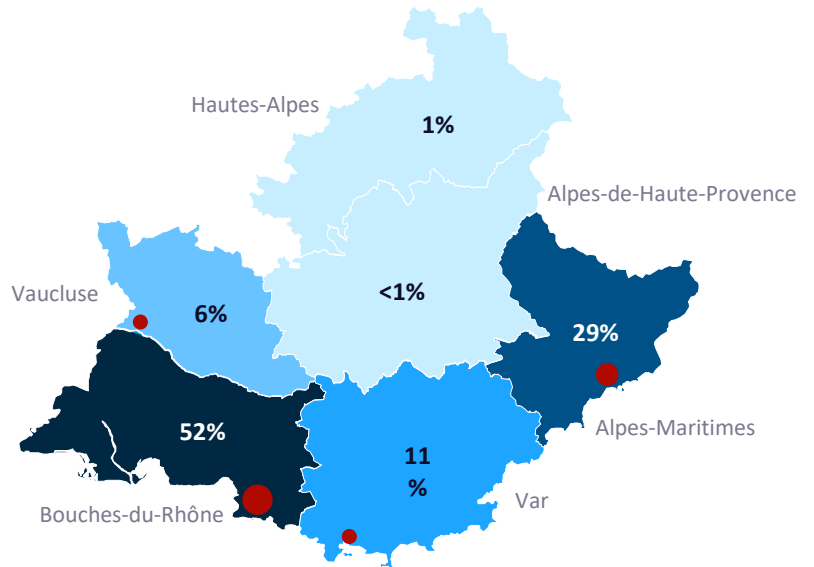 Hautes-Alpes
1%
Alpes-de-Haute-Provence
Vaucluse
<1%
6%
29%
Alpes-Maritimes
52%
11
%
Var
Bouches-du-Rhône